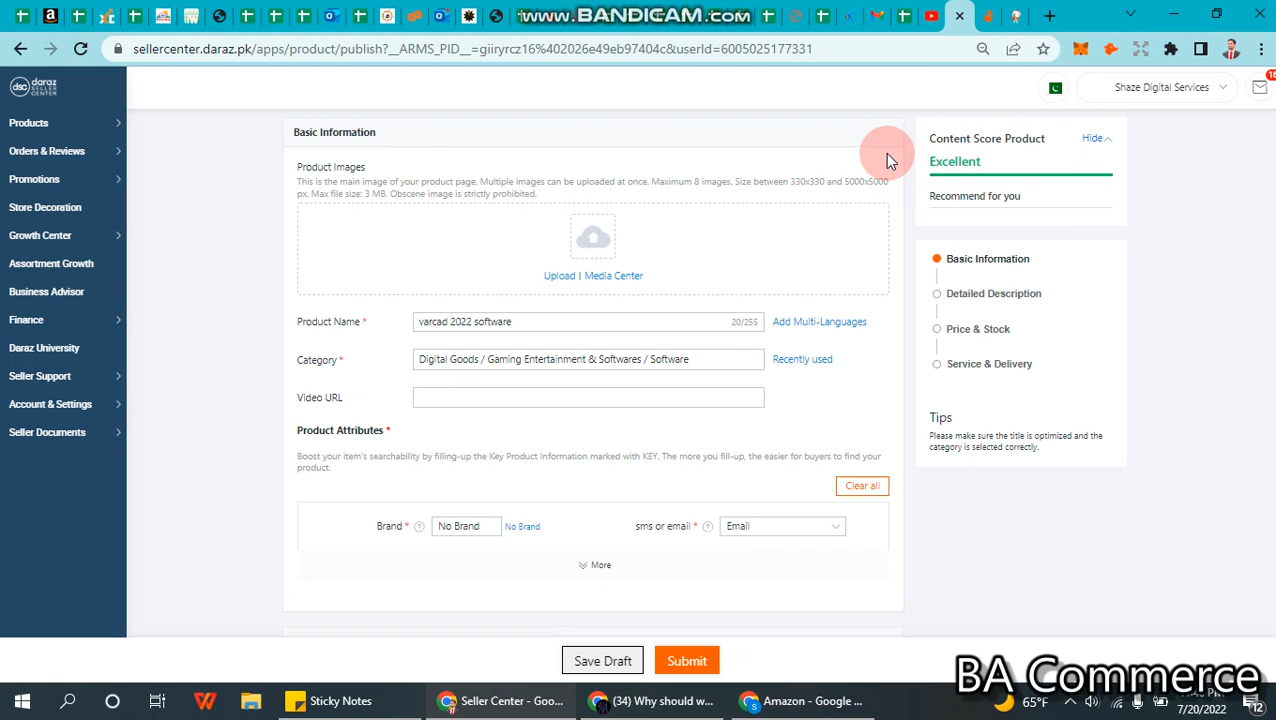 www.BANDICAM.com
sellercenter.daraz.pk/apps/product/publish?__ARMS_PID__=giiryrcz16%402026e49eb97404c&userId=6005025177331
daraz
SELLER
CENTER
dsc
Shaze Digital Services
Products
Orders & Reviews
Promotions
Store Decoration
Growth Center
Assortment Growth
Business Advisor
Finance
Daraz University
Seller Support
Account & Settings
Seller Documents
Basic Information
Product Images
This is the main image of your product page. Multiple images can be uploaded at once. Maximum 8 images. Size between 330x330 and 5000x5000
px. Max file size: 3 MB. Obscene image is strictly prohibited.
Upload | Media Center
Product Name * varcad 2022 software 20/255 Add Multi-Languages
Category * Digital Goods / Gaming Entertainment & Softwares / Software Recently used
Video URL
Product Attributes *
Boost your item's searchability by filling-up the Key Product Information marked with KEY. The more you fill-up, the easier for buyers to find your
product.
Clear all
Brand * ? No Brand No Brand sms or email * ? Email
More
Save Draft Submit
Content Score Product Hide
Excellent
Recommend for you
Basic Information
Detailed Description
Price & Stock
Service & Delivery
Tips
Please make sure the title is optimized and the
category is selected correctly.
BA Commerce
Sticky Notes
Seller Center - Goo...
(34) Why should w...
Amazon - Google ...
65°F
7/20/2022
12